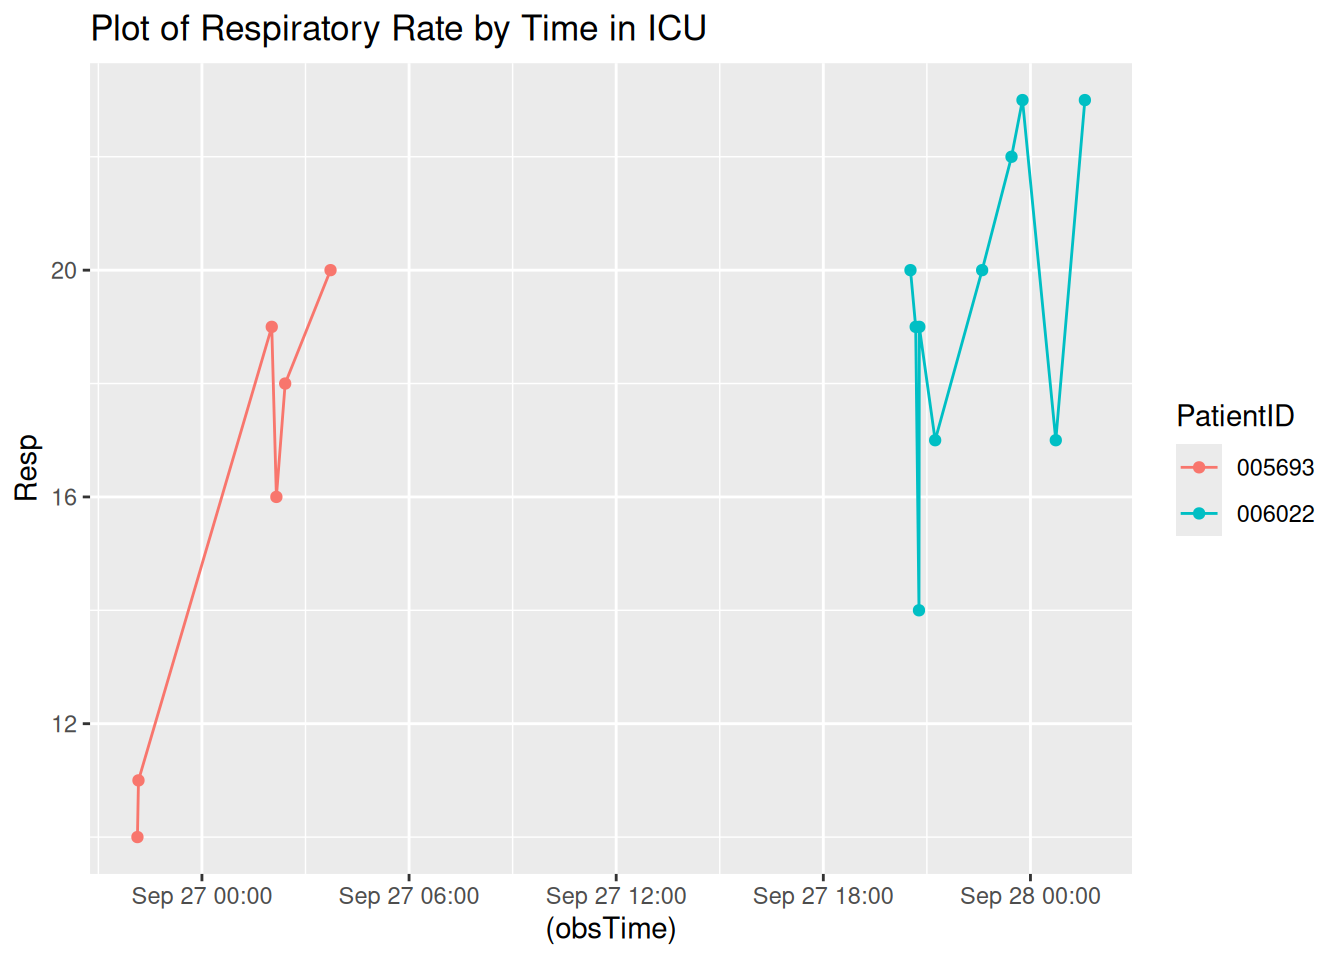 Plot of Respiratory Rate by Time in ICU
Resp
20
16
12
Sep 27 00:00
Sep 27 06:00
Sep 27 12:00
Sep 27 18:00
Sep 28 00:00
(obsTime)
PatientID
005693
006022